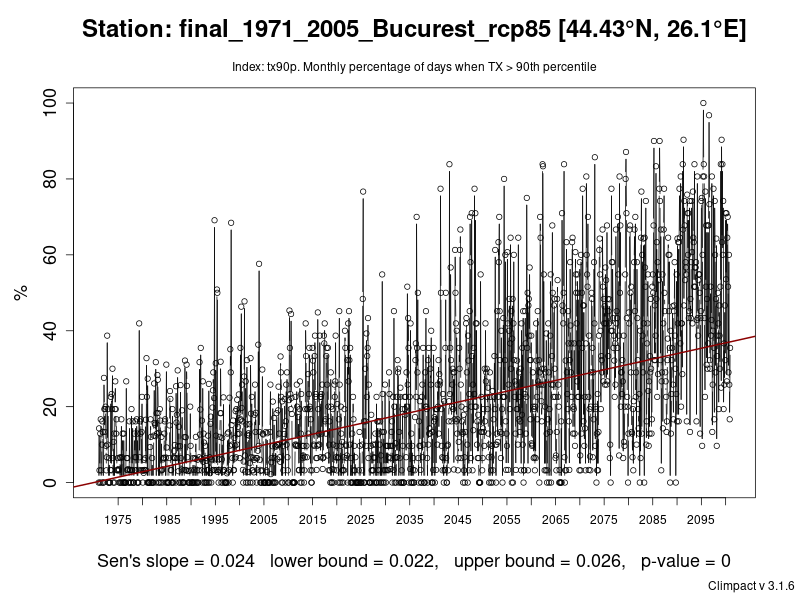 Station: final_1971_2005_Bucurest_rcp85 [44.43°N, 26.1°E]
Index: tx90p. Monthly percentage of days when TX > 90th percentile
100
80
60
40
20
0
%
1975 1985 1995 2005 2015 2025 2035 2045 2055 2065 2075 2085 2095
Sen's slope = 0.024 lower bound = 0.022, upper bound = 0.026, p-value = 0
Climpact v 3.1.6